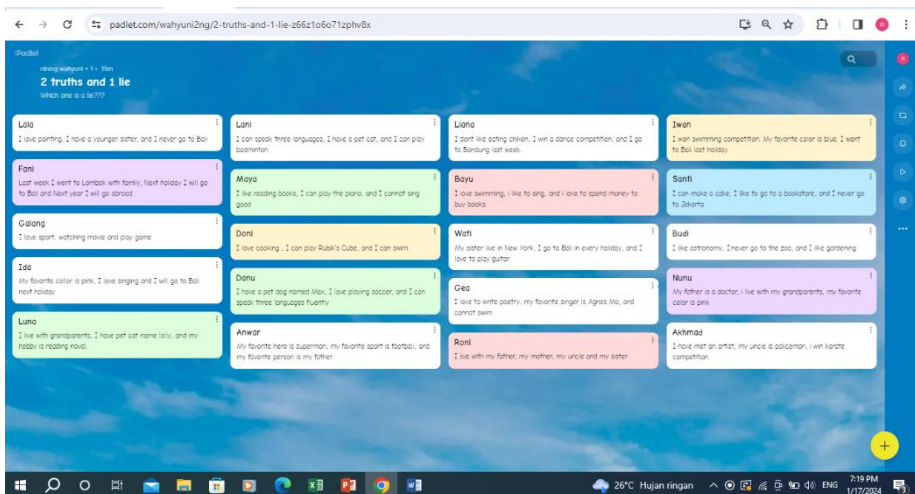 padlet.com/wahyuni2ng/2-truths-and-1-lie-z66z1o6o71zphv8x
:Padlet
nining wahyuni + 1 • 15m
2 truths and 1 lie
Which one is a lie???
Lala
I love painting, I have a younger sister, and I never go to Bali
Fani
Last week I went to Lombok with family, Next holiday I will go
to Bali and Next year I will go abroad
Galang
I love sport, watching movie and play game
Ida
My favorite collor is pink, I love singing and I will go to Bali
next holiday
Luna
I live with grandparents, I have pet cat name lolly, and my
hobby is reading novel.
Lani
I can speak three languages, I have a pet cat, and I can play
badminton.
Maya
I like reading books, I can play the piano, and I cannot sing
good
Doni
I love cooking , I can play Rubik's Cube, and I can swim
Danu
I have a pet dog named Max, I love playing soccer, and I can
speak three languages fluently
Anwar
My favorite hero is superman, my favorite sport is football, and
my favorite person is my father
Liana
I dont like eating chiken, I win a dance competition, and I go
to Bandung last week.
Bayu
I love swimming, i like to sing, and i love to spend money to
buy books.
Wati
My sister live in New York, I go to Bali in every holiday, and I
love to play guitar
Gea
I love to write poetry, my favorite singer is Agnes Mo, and
cannot swim
Roni
I live with my father, my mother, my uncle and my sister.
Iwan
I wan swimming competition. My favorite color is blue. I went
to Bali last holiday
Santi
I can make a cake, I like to go to a bookstore, and I never go
to Jakarta
Budi
I like astronomy, I never go to the zoo, and I like gardening
Nunu
My father is a doctor, i live with my grandparents, my favorite
color is pink
Akhmad
I have met an artist, my uncle is policeman, i win karate
competition.
26°C Hujan ringan
ENG
7:19 PM
1/17/2024